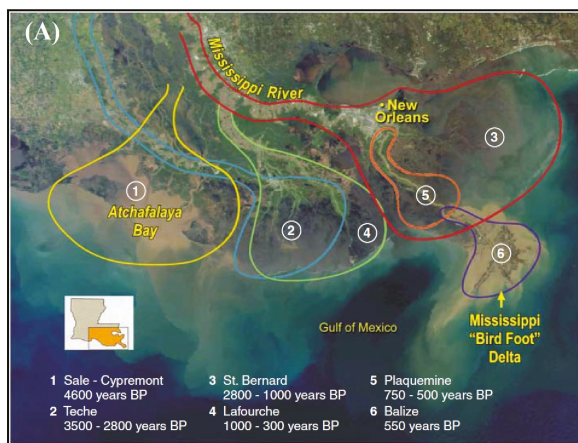 (A)
Mississippi River
New
Orleans
3
1
Atchafalaya
Bay
5
2
4
6
Gulf of Mexico
Mississippi
"Bird Foot"
Delta
1 Sale - Cypremont
4600 years BP
2 Teche
3500 - 2800 years BP
3 St. Bernard
2800 - 1000 years BP
4 Lafourche
1000 - 300 years BP
5 Plaquemine
750 - 500 years BP
6 Balize
550 years BP